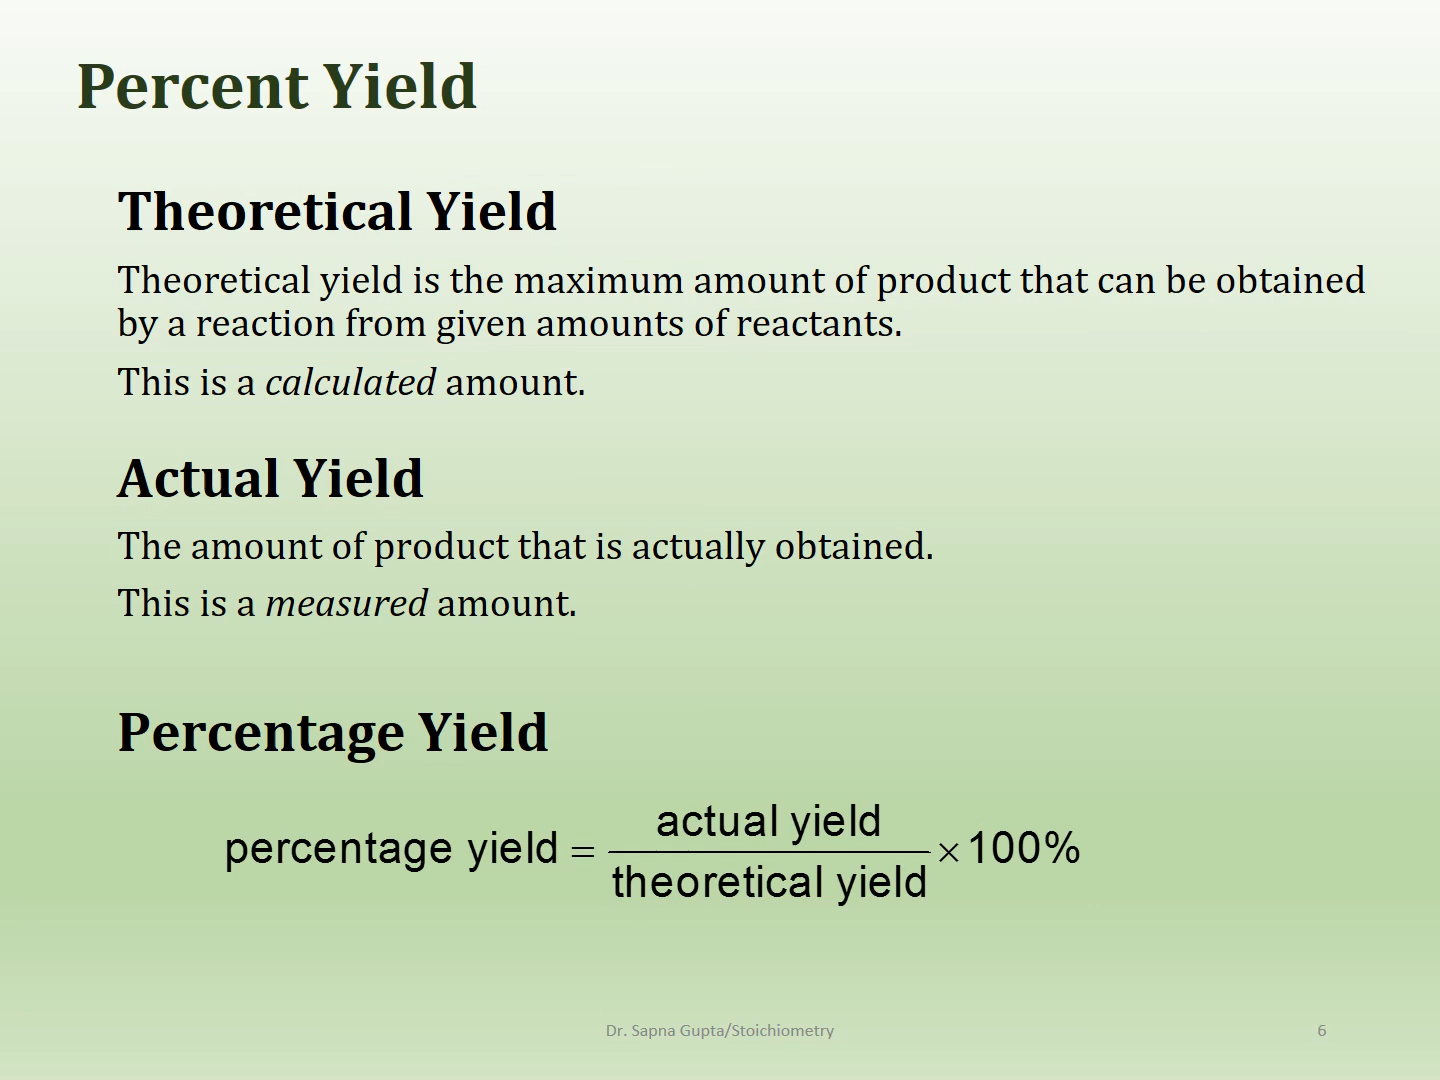 Percent Yield
Theoretical Yield
Theoretical yield is the maximum amount of product that can be obtained
by a reaction from given amounts of reactants.
This is a calculated amount.
Actual Yield
The amount of product that is actually obtained.
This is a measured amount.
Percentage Yield
percentage yield = actual yield / theoretical yield × 100%
Dr. Sapna Gupta/Stoichiometry
6